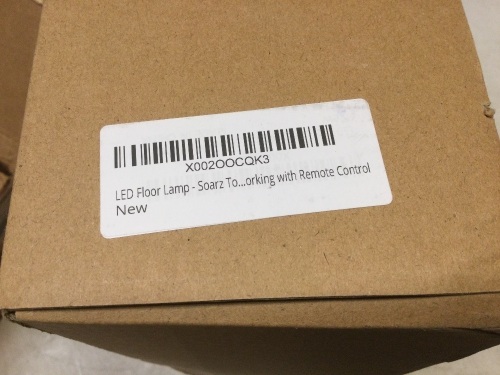 X002OOCQK3
LED Floor Lamp - Soarz To...orking with Remote Control
New